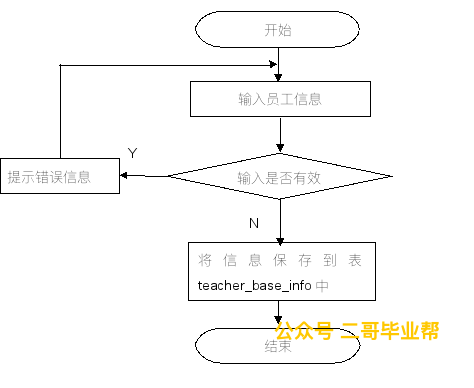 开始
输入员工信息
Y
提示错误信息
输入是否有效
N
将信息保存到表
teacher_base_info 中
公众号 二哥毕业帮
结束